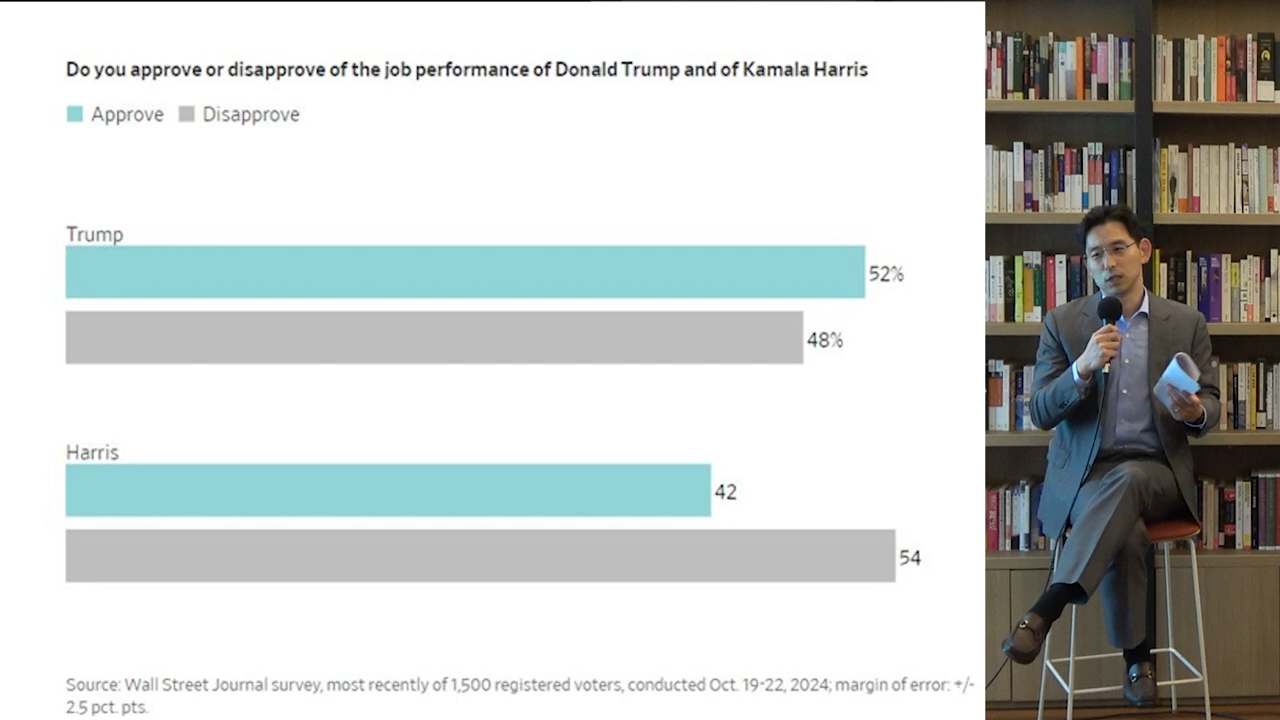 Do you approve or disapprove of the job performance of Donald Trump and of Kamala Harris
Approve Disapprove
Trump
52%
48%
Harris
42
54
Source: Wall Street Journal survey, most recently of 1,500 registered voters, conducted Oct. 19-22, 2024; margin of error: +/-
2.5 pct. pts.